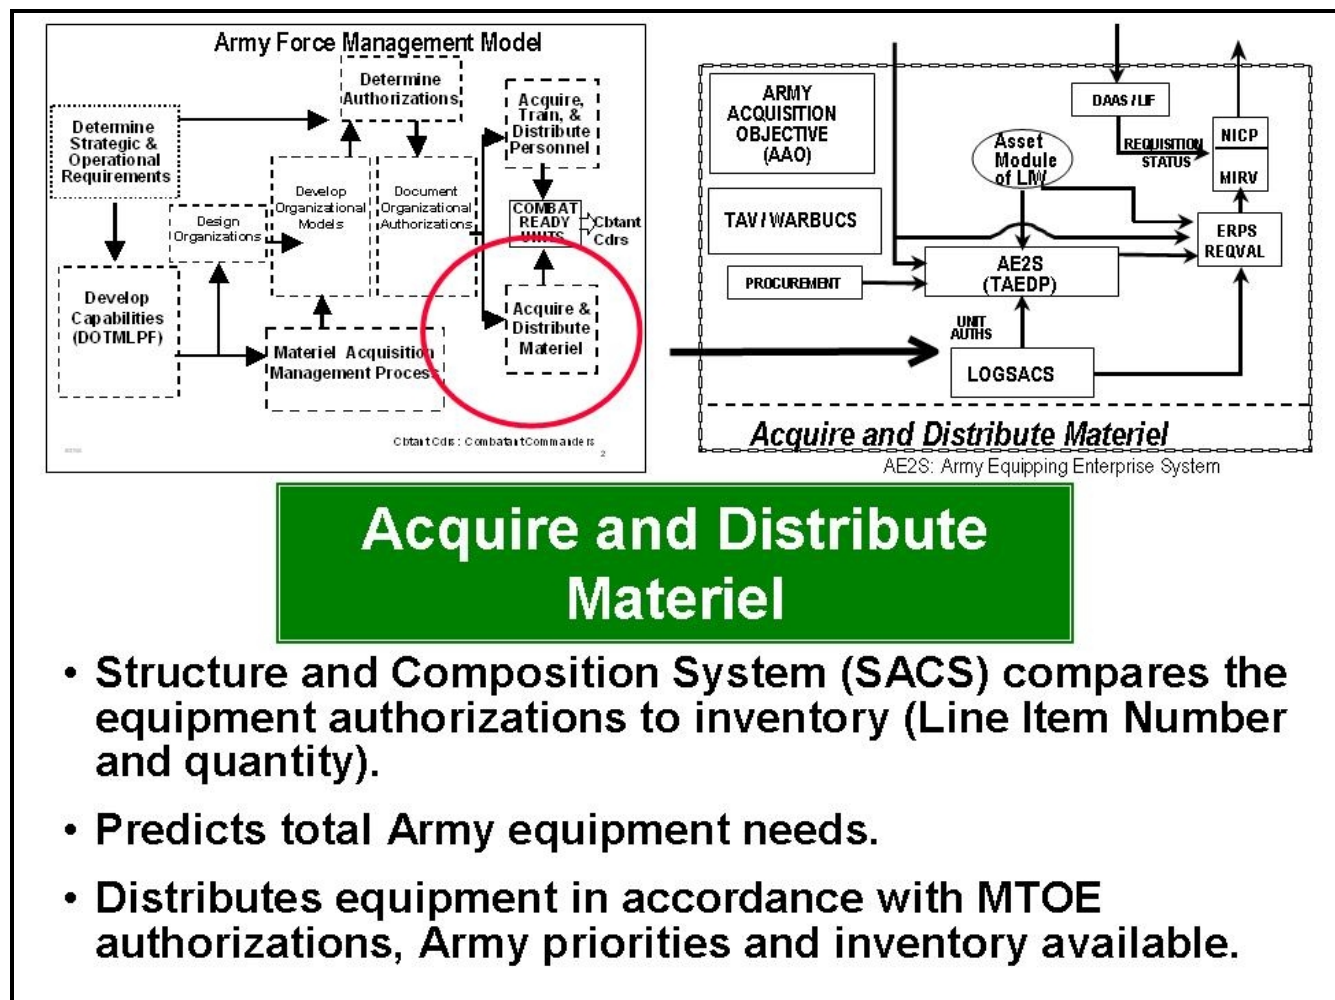 Army Force Management Model
Determine
Authorizations
Acquire,
Train, &
Distribute
Personnel
Determine
Strategic &
Operational
Requirements
Develop
Organizational
Models
Document
Organizational
Authorizations
Design
Organizations
COMBAT
READY
UNITS
Cbtant
Cdrs
Develop
Capabilities
(DOTMLPF)
Acquire &
Distribute
Materiel
Materiel Acquisition
Management Process
Cbtant Cdrs : Combatant Commanders
2
ARMY
ACQUISITION
OBJECTIVE
(AAO)
DAAS / LIF
Asset
Module
of LIW
REQUISITION
STATUS
NICP
MIRV
TAV / WARBUCS
ERPS
REQVAL
AE2S
(TAEDP)
PROCUREMENT
UNIT
AUTHS
LOGSACS
Acquire and Distribute Materiel
AE2S: Army Equipping Enterprise System
Acquire and Distribute
Materiel
• Structure and Composition System (SACS) compares the
equipment authorizations to inventory (Line Item Number
and quantity).
• Predicts total Army equipment needs.
• Distributes equipment in accordance with MTOE
authorizations, Army priorities and inventory available.